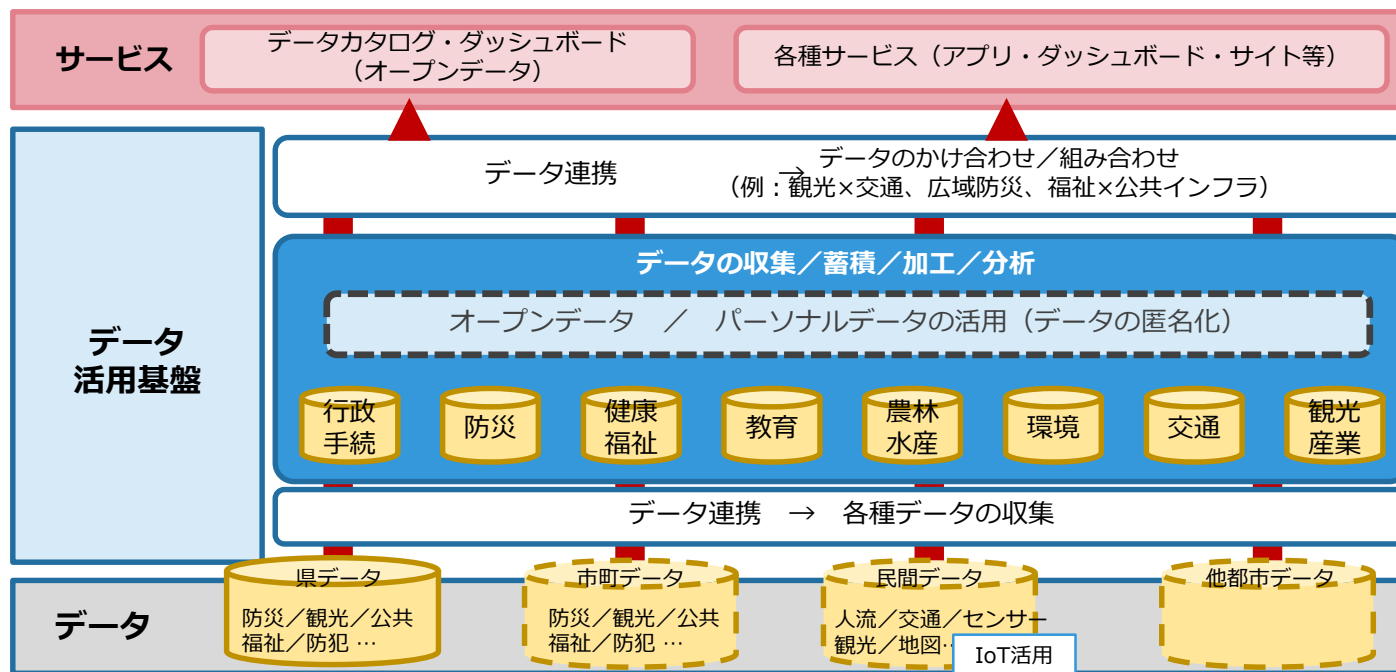 サービス
データカタログ・ダッシュボード
（オープンデータ）
各種サービス（アプリ・ダッシュボード・サイト等）
データ
活用基盤
データ連携
→
データのかけ合わせ／組み合わせ
（例：観光×交通、広域防災、福祉×公共インフラ）
データの収集／蓄積／加工／分析
オープンデータ　／　パーソナルデータの活用（データの匿名化）
行政
手続
防災
健康
福祉
教育
農林
水産
環境
交通
観光
産業
データ連携　→　各種データの収集
データ
県データ
防災／観光／公共
福祉／防犯 …
市町データ
防災／観光／公共
福祉／防犯 …
民間データ
人流／交通／センサー
観光／地図…
IoT活用
他都市データ